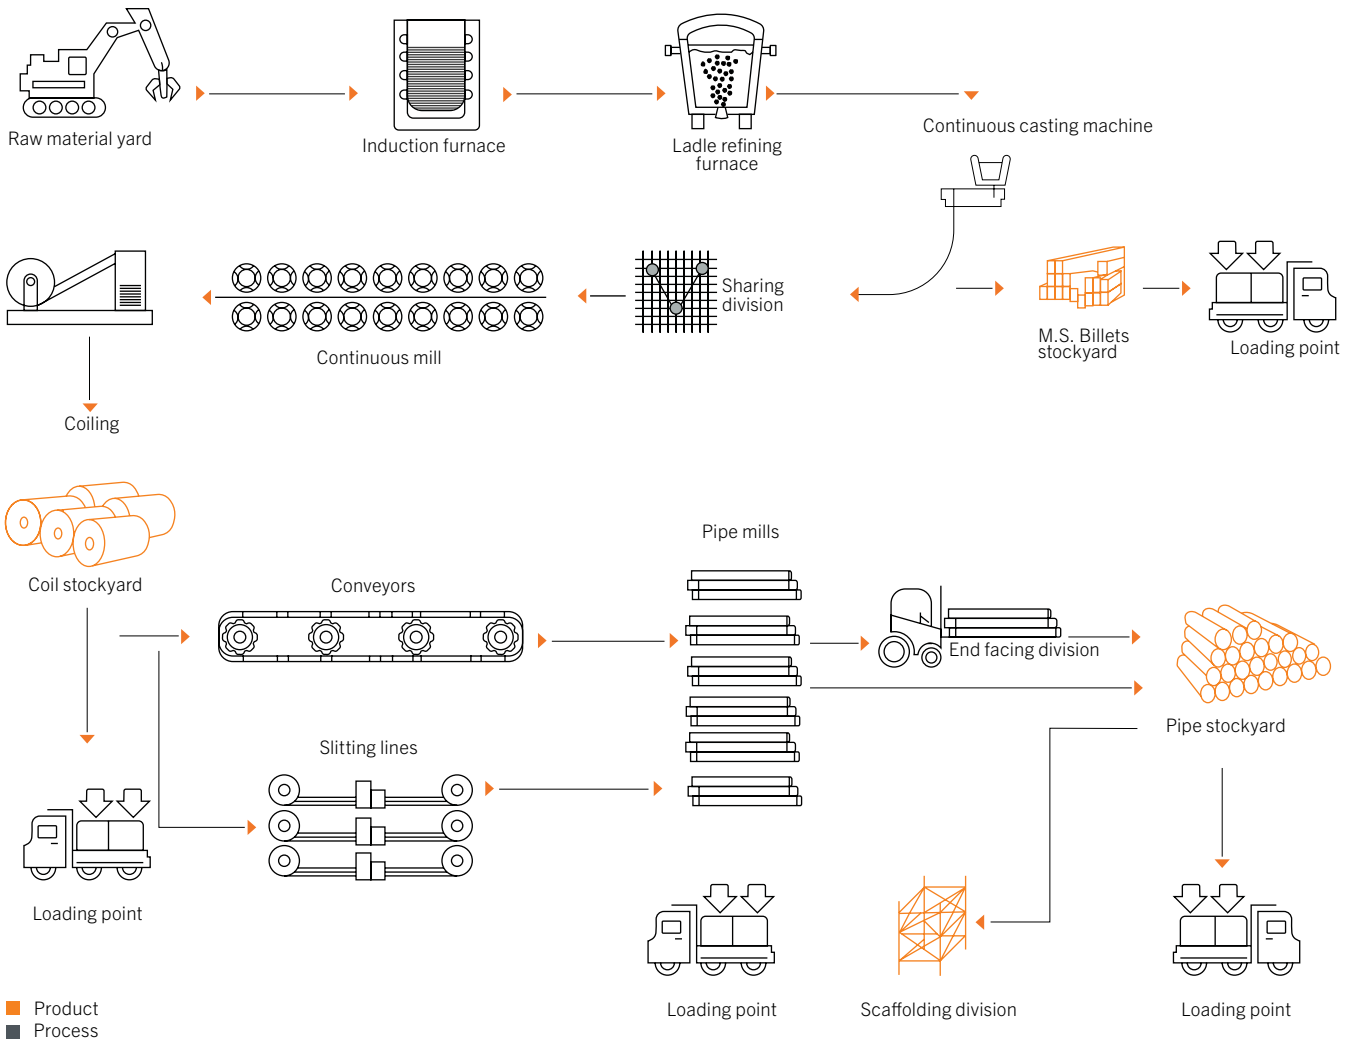 Raw material yard
Induction furnace
Ladle refining
furnace
Continuous casting machine
Sharing
division
Continuous mill
M.S. Billets
stockyard
Loading point
Coiling
Coil stockyard
Conveyors
Pipe mills
End facing division
Pipe stockyard
Slitting lines
Loading point
Loading point
Scaffolding division
Loading point
Product
Process